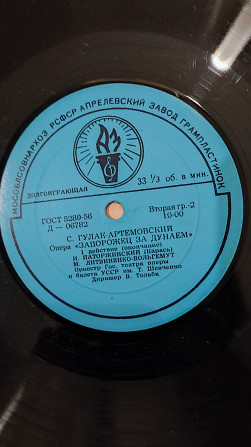 МОСОБЛСОВНАРХОЗ РСФСР АПРЕЛЕВСКИЙ ЗАВОД ГРАМПЛАСТИНОК
ДОЛГОИГРАЮЩАЯ
33 1/3 об. в мин.
ГОСТ 5289-56
Д — 06782
Вторая гр.-2
10-00
С. ГУЛАК-АРТЕМОВСКИЙ
Опера «ЗАПОРОЖЕЦ ЗА ДУНАЕМ»
1 действие (окончание)
И. ПАТОРЖИНСКИЙ (Карась)
М. ЛИТВИНЕНКО-ВОЛЬГЕМУТ
Оркестр Гос. театра оперы
и балета УССР им. Т. Шевченко
Дирижер В. Тольба